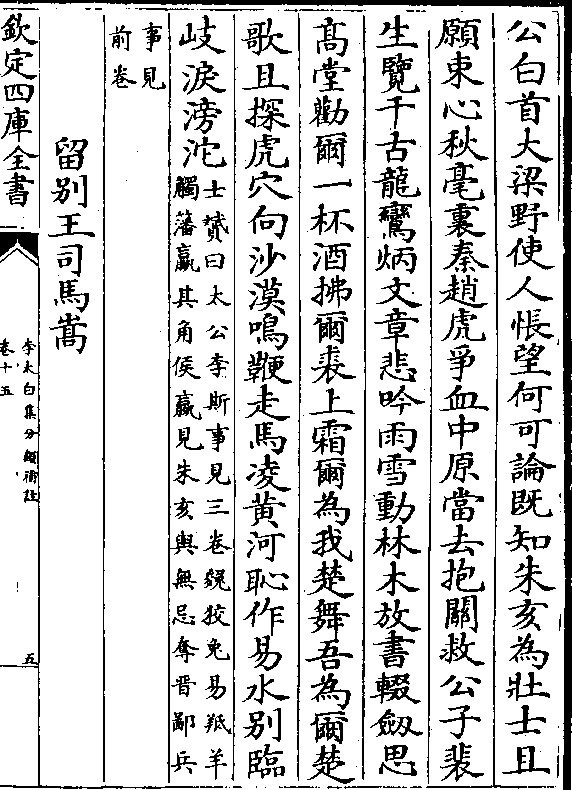 公白首大梁野使人悵望何可論既知朱亥為壯士且
願束心秋毫裏秦趙虎爭血中原當去抱關救公子裴
生覽千古龍鸞炳文章悲吟雨雪動林木放書輟劒思
髙堂勸爾一杯酒拂爾裘上霜爾為我楚舞吾為爾楚
歌且探虎穴向沙漠鳴鞭走馬凌黄河恥作易水别臨
岐淚滂沱
士贇曰太公李斯事見三卷魏狡兔易羝羊
觸藩羸其角侯嬴見朱亥與無忌奪晋鄙兵
事見
前卷
留别王司馬嵩
欽定四庫全書
李太白集分類補註
卷十五
五